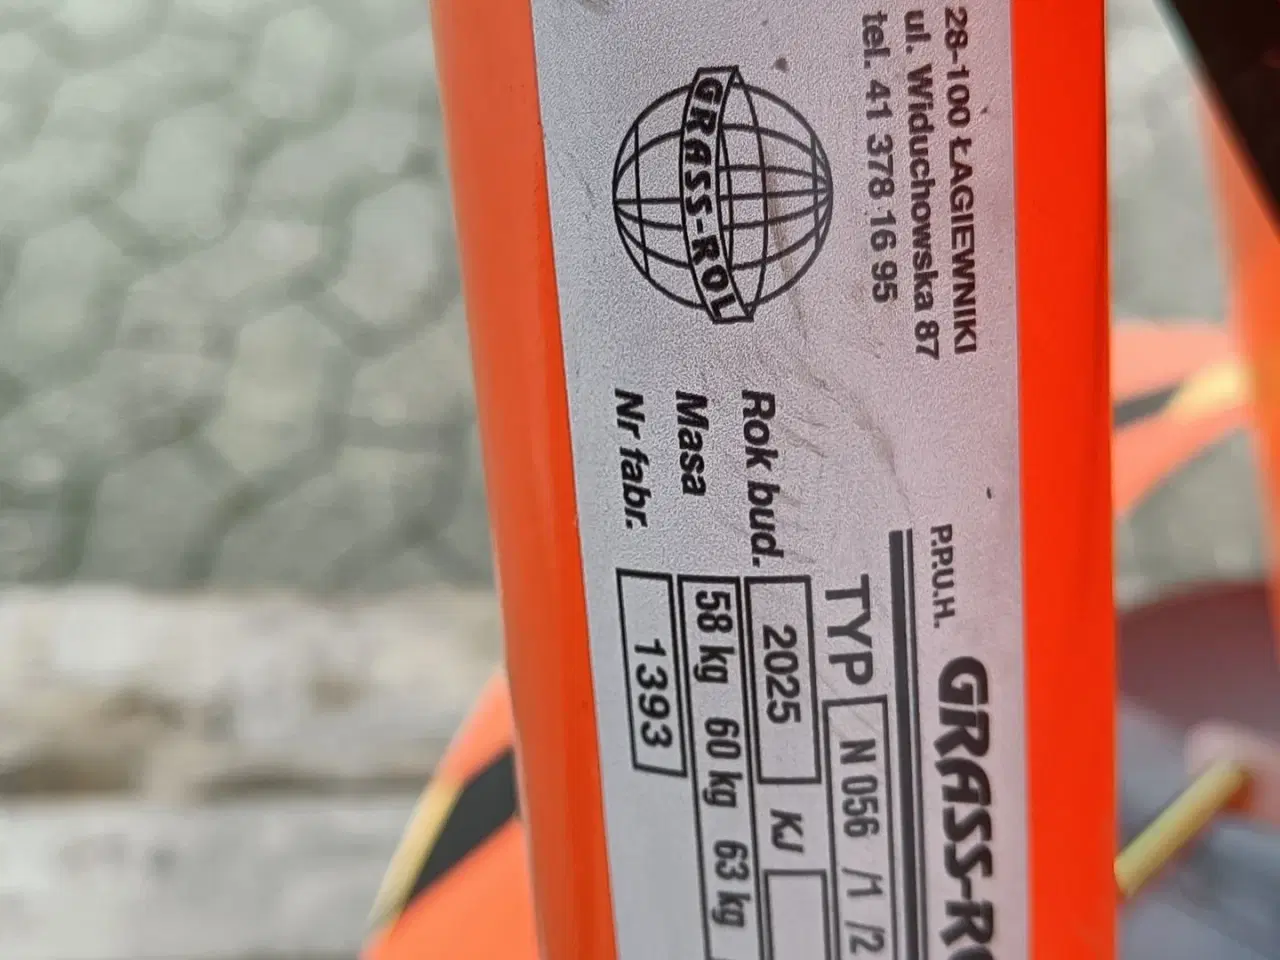 P.P.U.H. GRASS-R
28-100 ŁAGIEWNIKI
ul. Widuchowska 87
tel. 41 378 16 95
GRASS-ROL
TYP N 056 /1 /2
Rok bud. 2025 KJ
Masa 58 kg 60 kg 63 kg
Nr fabr. 1393